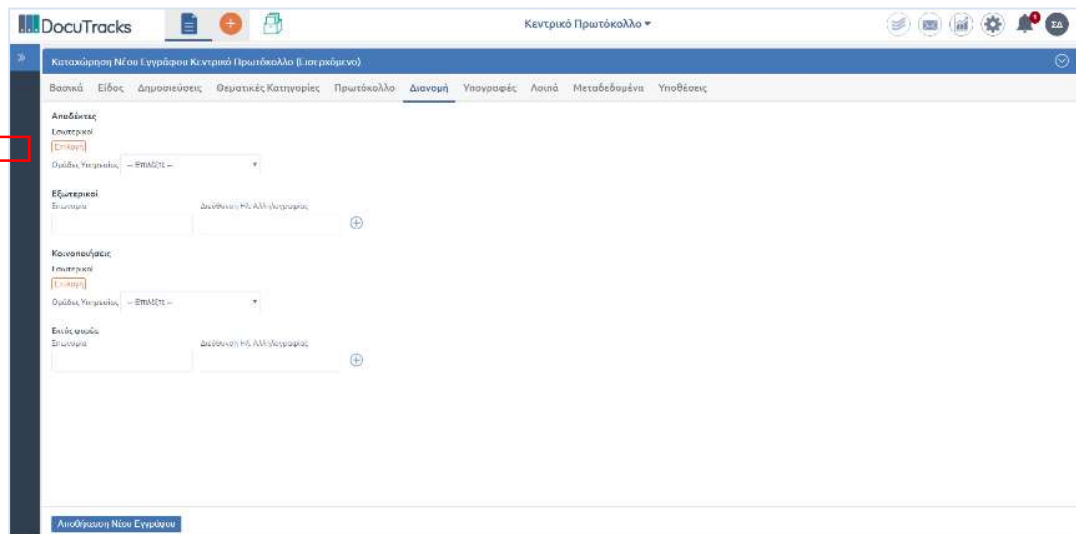 DocuTracks
Κεντρικό Πρωτόκολλο
ΣΔ
Καταχώρηση Νέου Εγγράφου Κεντρικό Πρωτόκολλο (Εισερχόμενο)
Βασικά Είδος Δημοσιεύσεις Θεματικές Κατηγορίες Πρωτόκολλο Διανομή Υπογραφές Λοιπά Μεταδεδομένα Υποθέσεις
Αποδέκτες
Εσωτερικοί
Επιλογή
Ομάδες Υπηρεσίας -- Επιλέξτε --
Εξωτερικοί
Επωνυμία Διεύθυνση Ηλ. Αλληλογραφίας
Κοινοποιήσεις
Εσωτερικοί
Επιλογή
Ομάδες Υπηρεσίας -- Επιλέξτε --
Εκτός φορέα
Επωνυμία Διεύθυνση Ηλ. Αλληλογραφίας
Αποθήκευση Νέου Εγγράφου